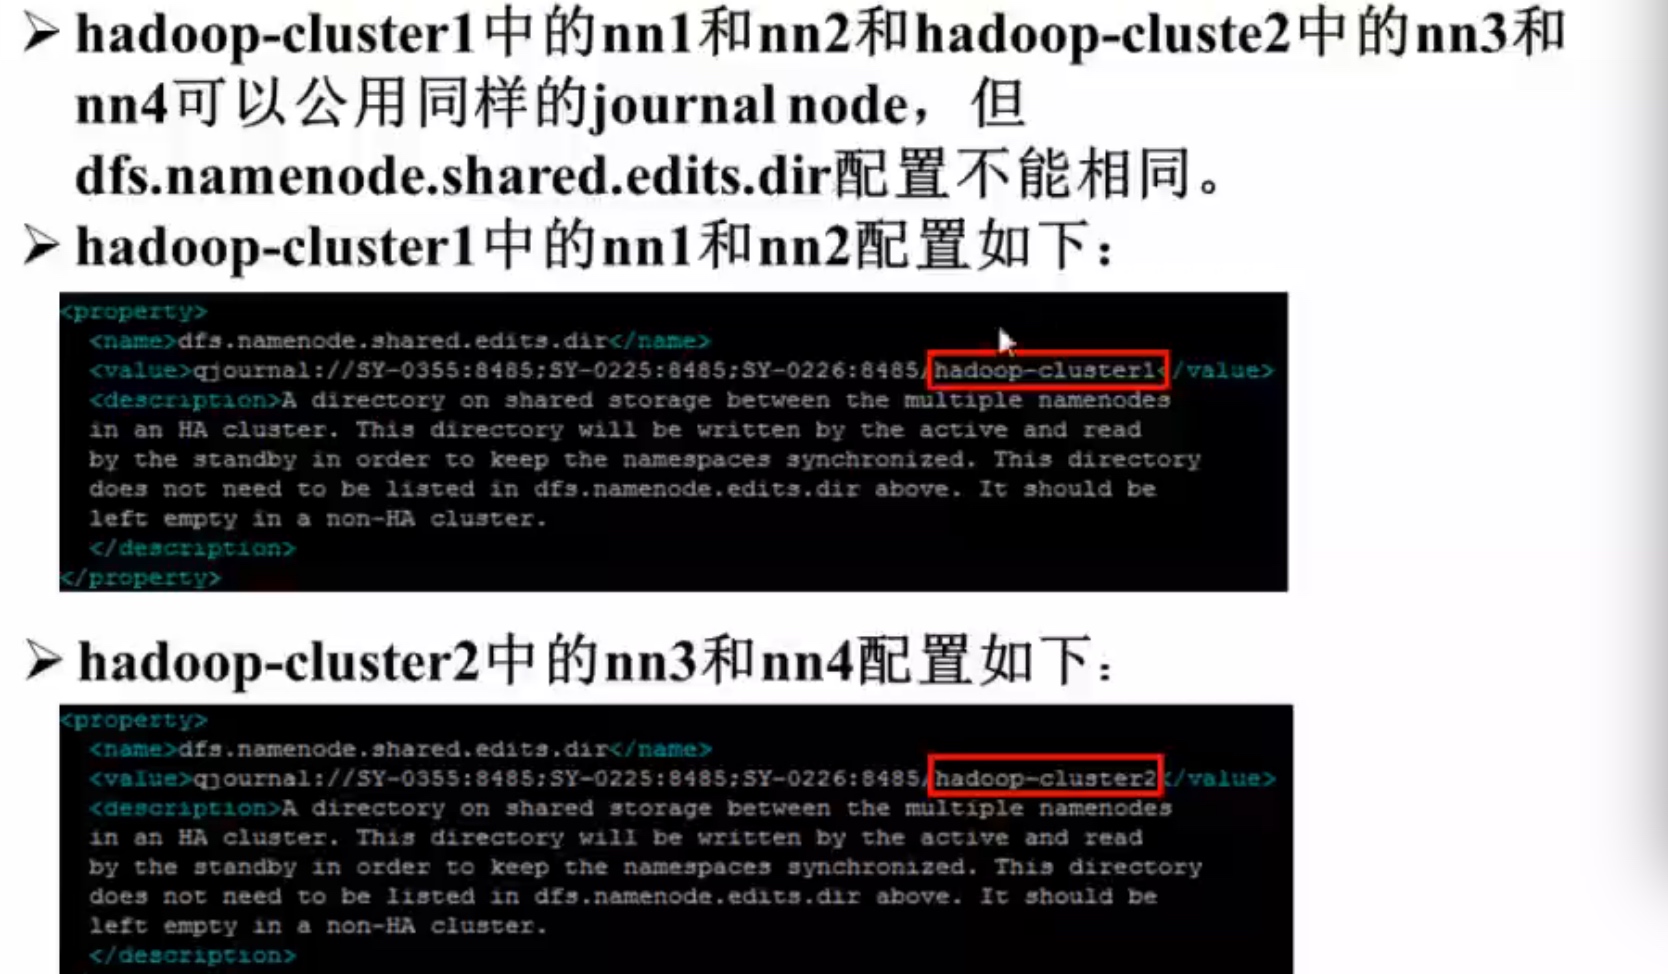 ➢ hadoop-cluster1中的nn1和nn2和hadoop-cluste2中的nn3和
nn4可以公用同样的journal node，但
dfs.namenode.shared.edits.dir配置不能相同。
➢ hadoop-cluster1中的nn1和nn2配置如下：
<property>
<name>dfs.namenode.shared.edits.dir</name>
<value>qjournal://SY-0355:8485;SY-0225:8485;SY-0226:8485/hadoop-cluster1</value>
<description>A directory on shared storage between the multiple namenodes
in an HA cluster. This directory will be written by the active and read
by the standby in order to keep the namespaces synchronized. This directory
does not need to be listed in dfs.namenode.edits.dir above. It should be
left empty in a non-HA cluster.
</description>
</property>
➢ hadoop-cluster2中的nn3和nn4配置如下：
<property>
<name>dfs.namenode.shared.edits.dir</name>
<value>qjournal://SY-0355:8485;SY-0225:8485;SY-0226:8485/hadoop-cluster2</value>
<description>A directory on shared storage between the multiple namenodes
in an HA cluster. This directory will be written by the active and read
by the standby in order to keep the namespaces synchronized. This directory
does not need to be listed in dfs.namenode.edits.dir above. It should be
left empty in a non-HA cluster.
</description>